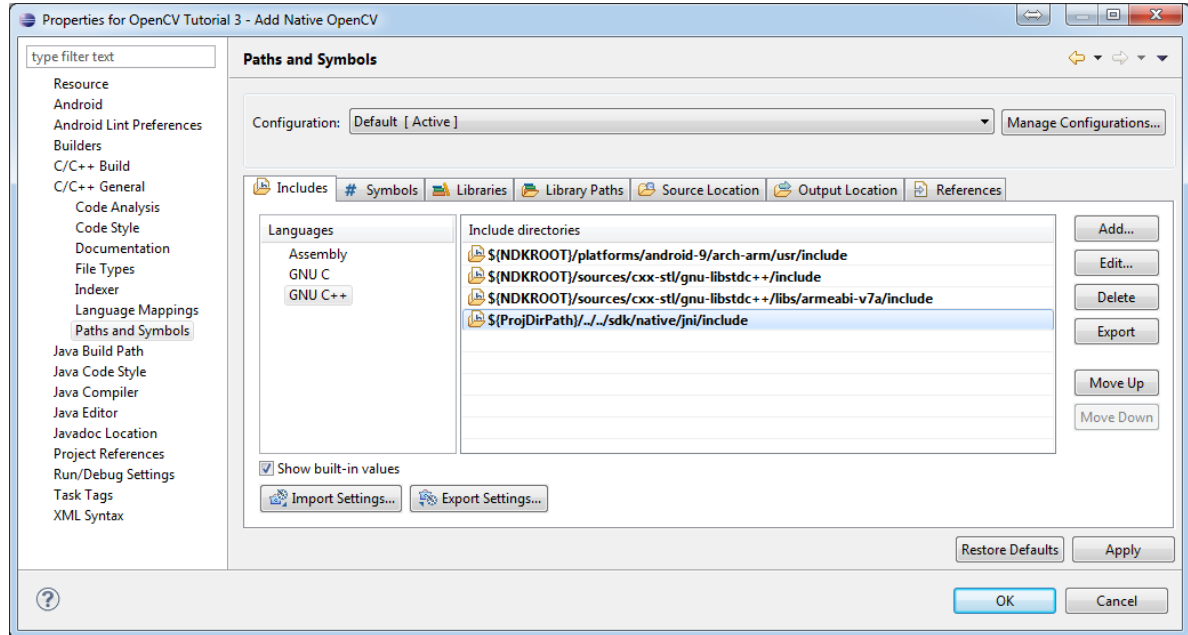 Properties for OpenCV Tutorial 3 - Add Native OpenCV
type filter text
Resource
Android
Android Lint Preferences
Builders
C/C++ Build
C/C++ General
Code Analysis
Code Style
Documentation
File Types
Indexer
Language Mappings
Paths and Symbols
Java Build Path
Java Code Style
Java Compiler
Java Editor
Javadoc Location
Project References
Run/Debug Settings
Task Tags
XML Syntax
Paths and Symbols
Configuration: Default [ Active ] Manage Configurations...
Includes # Symbols Libraries Library Paths Source Location Output Location References
Languages
Assembly
GNU C
GNU C++
Include directories
${NDKROOT}/platforms/android-9/arch-arm/usr/include
${NDKROOT}/sources/cxx-stl/gnu-libstdc++/include
${NDKROOT}/sources/cxx-stl/gnu-libstdc++/libs/armeabi-v7a/include
${ProjDirPath}/../../sdk/native/jni/include
Add...
Edit...
Delete
Export
Move Up
Move Down
Show built-in values
Import Settings... Export Settings...
Restore Defaults Apply
? OK Cancel